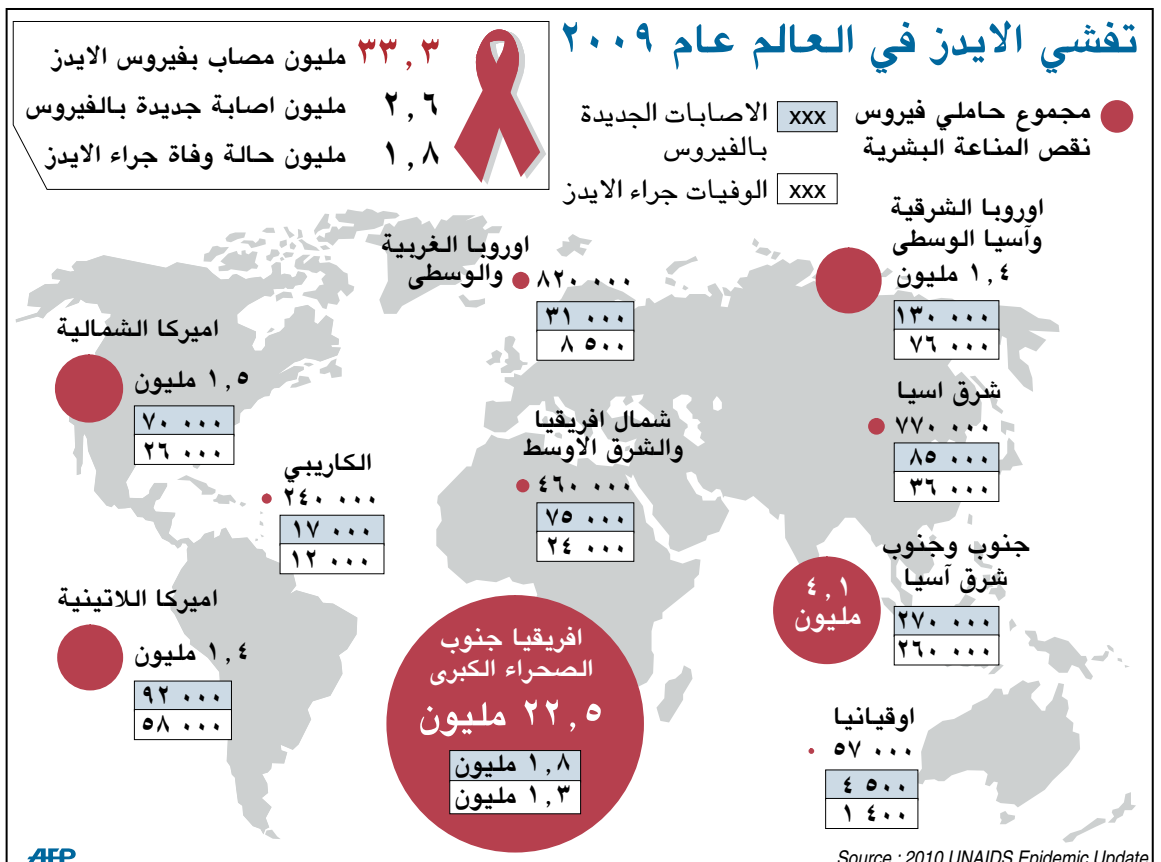 تفشي الايدز في العالم عام ٢٠٠٩
مجموع حاملي فيروس
نقص المناعة البشرية
xxx الاصابات الجديدة
بالفيروس
xxx الوفيات جراء الايدز
٣٣,٣ مليون مصاب بفيروس الايدز
٢,٦ مليون اصابة جديدة بالفيروس
١,٨ مليون حالة وفاة جراء الايدز
اوروبا الشرقية
وآسيا الوسطى
١,٤ مليون
١٣٠ ٠٠٠
٧٦ ٠٠٠
اوروبا الغربية
والوسطى
٨٢٠ ٠٠٠
٣١ ٠٠٠
٨ ٥٠٠
اميركا الشمالية
١,٥ مليون
٧٠ ٠٠٠
٢٦ ٠٠٠
شرق اسيا
٧٧٠ ٠٠٠
٨٥ ٠٠٠
٣٦ ٠٠٠
شمال افريقيا
والشرق الاوسط
٤٦٠ ٠٠٠
٧٥ ٠٠٠
٢٤ ٠٠٠
الكاريبي
٢٤٠ ٠٠٠
١٧ ٠٠٠
١٢ ٠٠٠
جنوب وجنوب
شرق آسيا
٤,١
مليون
٢٧٠ ٠٠٠
٢٦٠ ٠٠٠
افريقيا جنوب
الصحراء الكبرى
٢٢,٥ مليون
١,٨ مليون
١,٣ مليون
اميركا اللاتينية
١,٤ مليون
٩٢ ٠٠٠
٥٨ ٠٠٠
اوقيانيا
٥٧ ٠٠٠
٤ ٥٠٠
١ ٤٠٠
AFP
Source : 2010 UNAIDS Epidemic Update